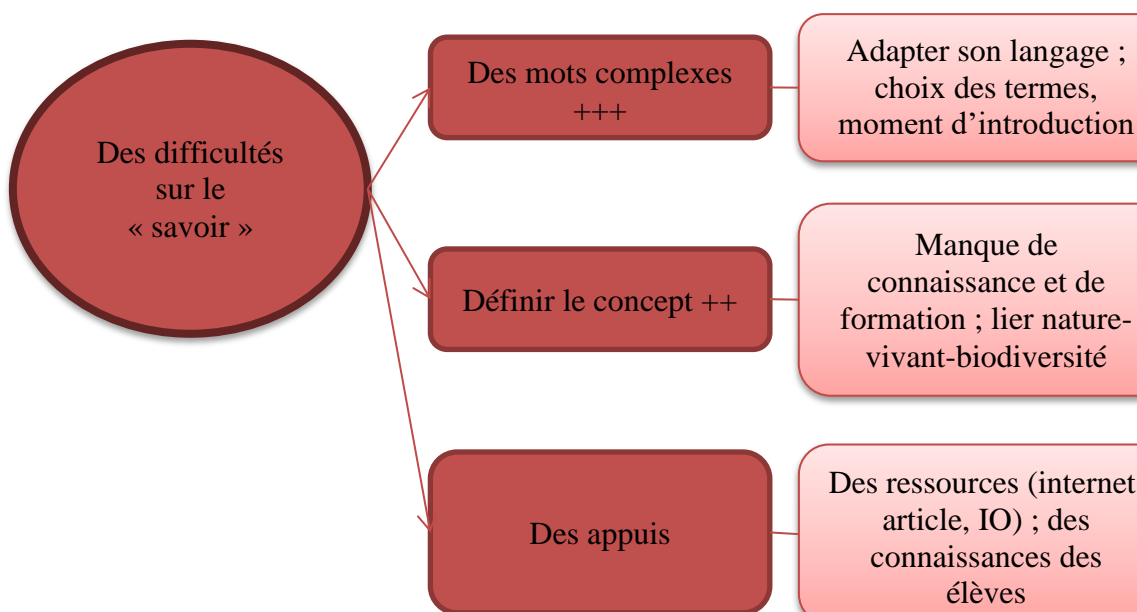 Des difficultés
sur le
« savoir »
Des mots complexes
+++
Adapter son langage ;
choix des termes,
moment d’introduction
Définir le concept ++
Manque de
connaissance et de
formation ; lier nature-
vivant-biodiversité
Des appuis
Des ressources (internet
article, IO) ; des
connaissances des
élèves